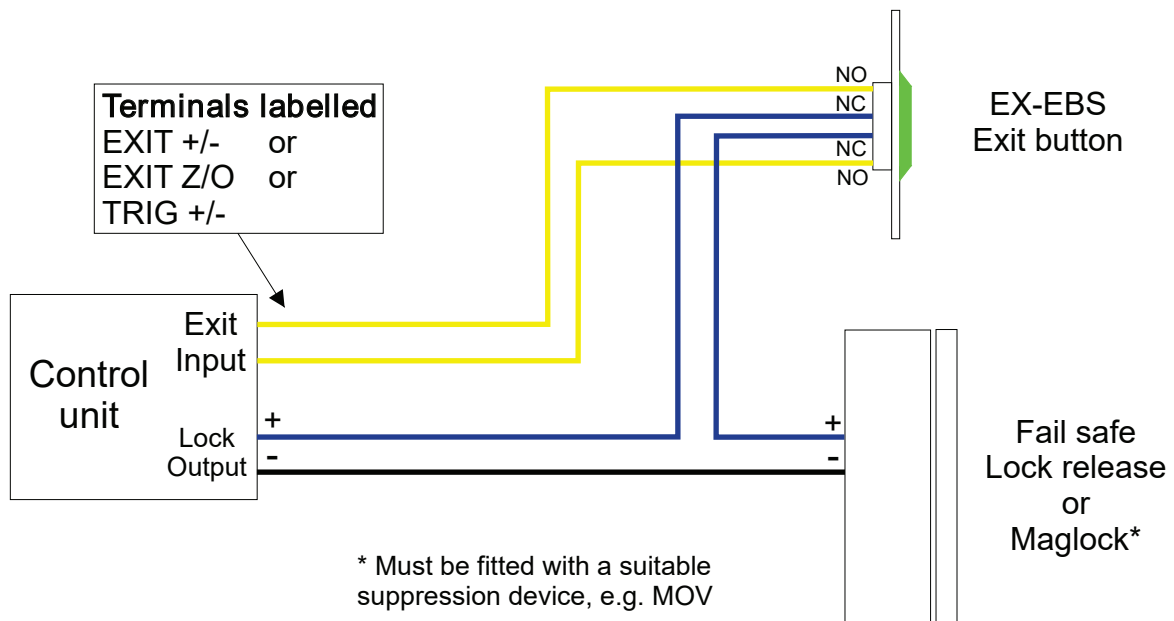 NO
NC
NC
NO
EX-EBS
Exit button
Terminals labelled
EXIT +/- or
EXIT Z/O or
TRIG +/-
Control
unit
Exit
Input
+
Lock
-
Output
+
-
Fail safe
Lock release
or
Maglock*
* Must be fitted with a suitable
suppression device, e.g. MOV